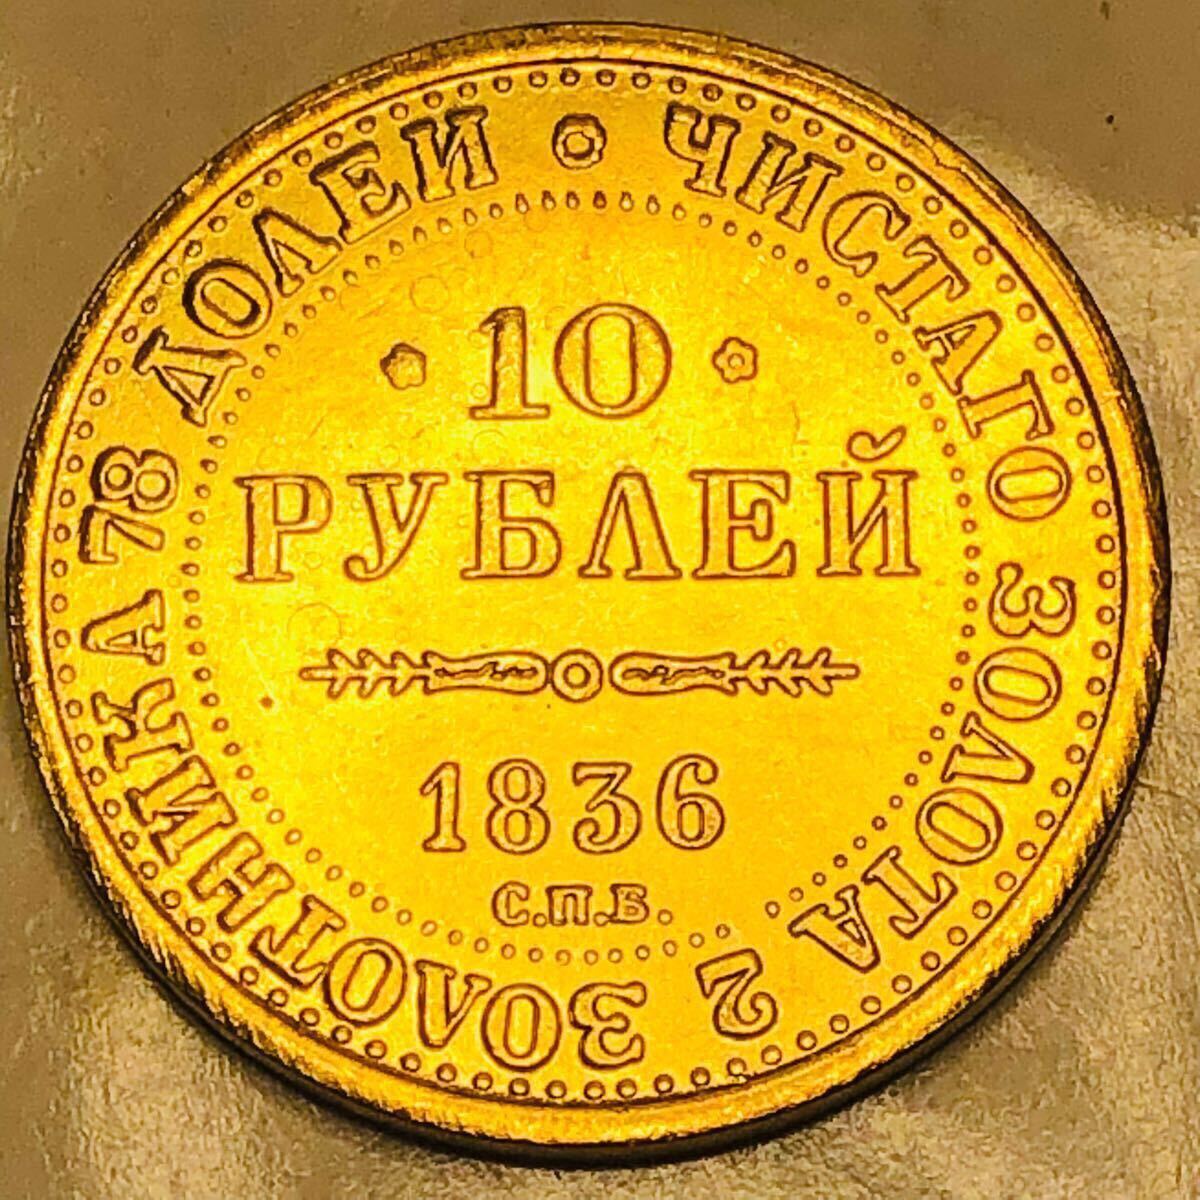 ЧИСТАГО ЗОЛОТА 2 ЗОЛОТНИКА 78 ДОЛЕЙ
10
РУБЛЕЙ
1836
С.П.Б.